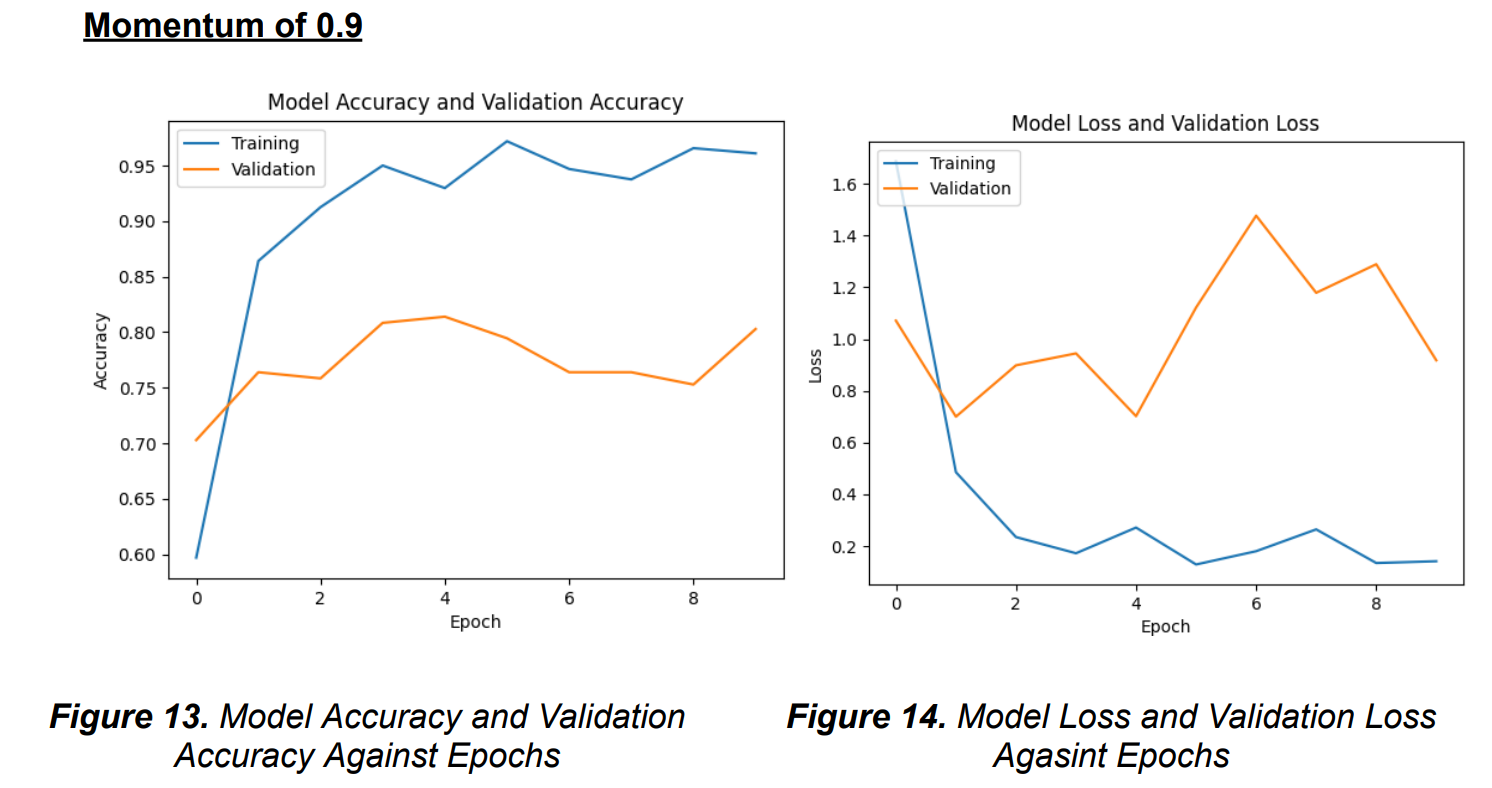 Momentum of 0.9
Model Accuracy and Validation Accuracy
Training
Validation
0.95
0.90
0.85
0.80
0.75
0.70
0.65
0.60
Accuracy
0 2 4 6 8
Epoch
Model Loss and Validation Loss
Training
Validation
1.6
1.4
1.2
1.0
0.8
0.6
0.4
0.2
Loss
0 2 4 6 8
Epoch
Figure 13. Model Accuracy and Validation
Accuracy Against Epochs
Figure 14. Model Loss and Validation Loss
Agasint Epochs